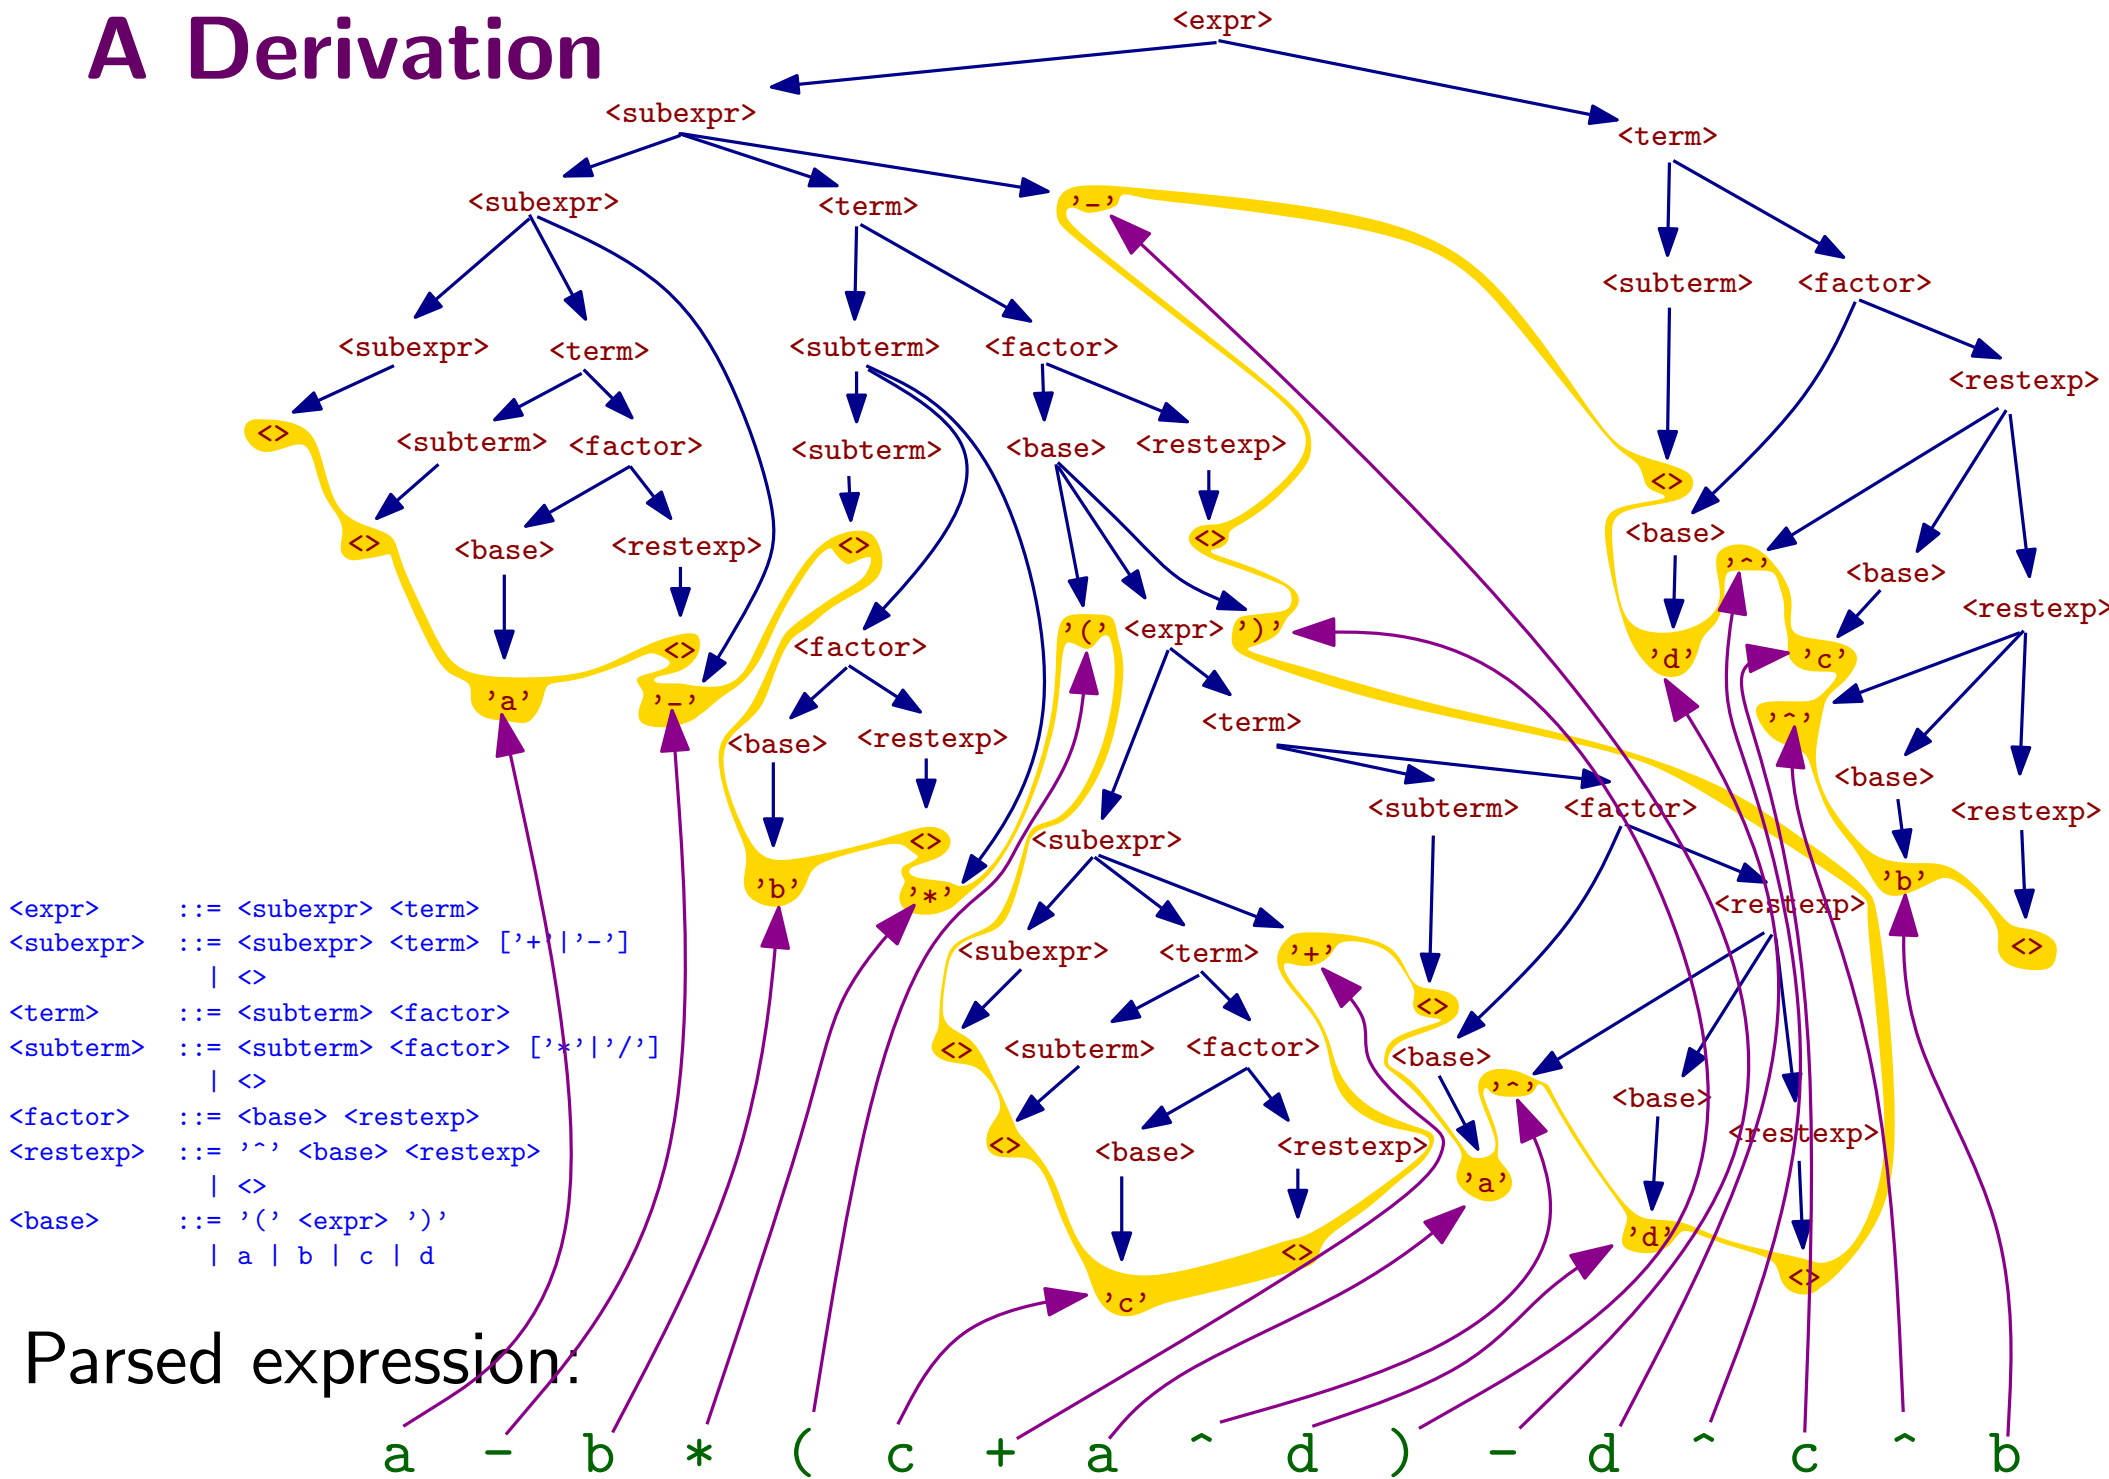 A Derivation
<expr>
<subexpr>
<term>
<subexpr>
<term>
'-'
<subterm>
<factor>
<subexpr>
<term>
<subterm>
<factor>
<restexp>
<>
<subterm>
<factor>
<subterm>
<base>
<restexp>
<>
<>
<base>
<restexp>
<>
<>
<base>
'^'
<base>
<restexp>
<>
<factor>
'('
<expr>
')'
'd'
'c'
'a'
'-'
<term>
'^'
<base>
<restexp>
<base>
<subterm>
<factor>
<restexp>
<>
<subexpr>
'b'
'*'
'b'
<restexp>
<subexpr>
<term>
'+'
<>
<>
<subterm>
<factor>
<>
<base>
'^'
<base>
<>
<base>
<restexp>
<restexp>
'a'
'd'
<>
<>
'c'
<expr> ::= <subexpr> <term>
<subexpr> ::= <subexpr> <term> ['+'|'-']
| <>
<term> ::= <subterm> <factor>
<subterm> ::= <subterm> <factor> ['*'|'/']
| <>
<factor> ::= <base> <restexp>
<restexp> ::= '^' <base> <restexp>
| <>
<base> ::= '(' <expr> ')'
| a | b | c | d
Parsed expression:
a - b * ( c + a ^ d ) - d ^ c ^ b